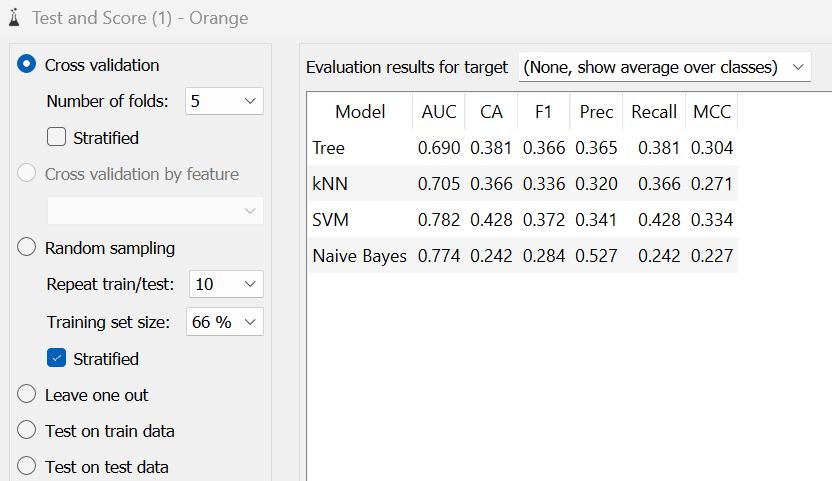 Test and Score (1) - Orange
Cross validation
Number of folds: 5
Stratified
Cross validation by feature
Random sampling
Repeat train/test: 10
Training set size: 66 %
Stratified
Leave one out
Test on train data
Test on test data
Evaluation results for target (None, show average over classes)
Model AUC CA F1 Prec Recall MCC
Tree 0.690 0.381 0.366 0.365 0.381 0.304
kNN 0.705 0.366 0.336 0.320 0.366 0.271
SVM 0.782 0.428 0.372 0.341 0.428 0.334
Naive Bayes 0.774 0.242 0.284 0.527 0.242 0.227